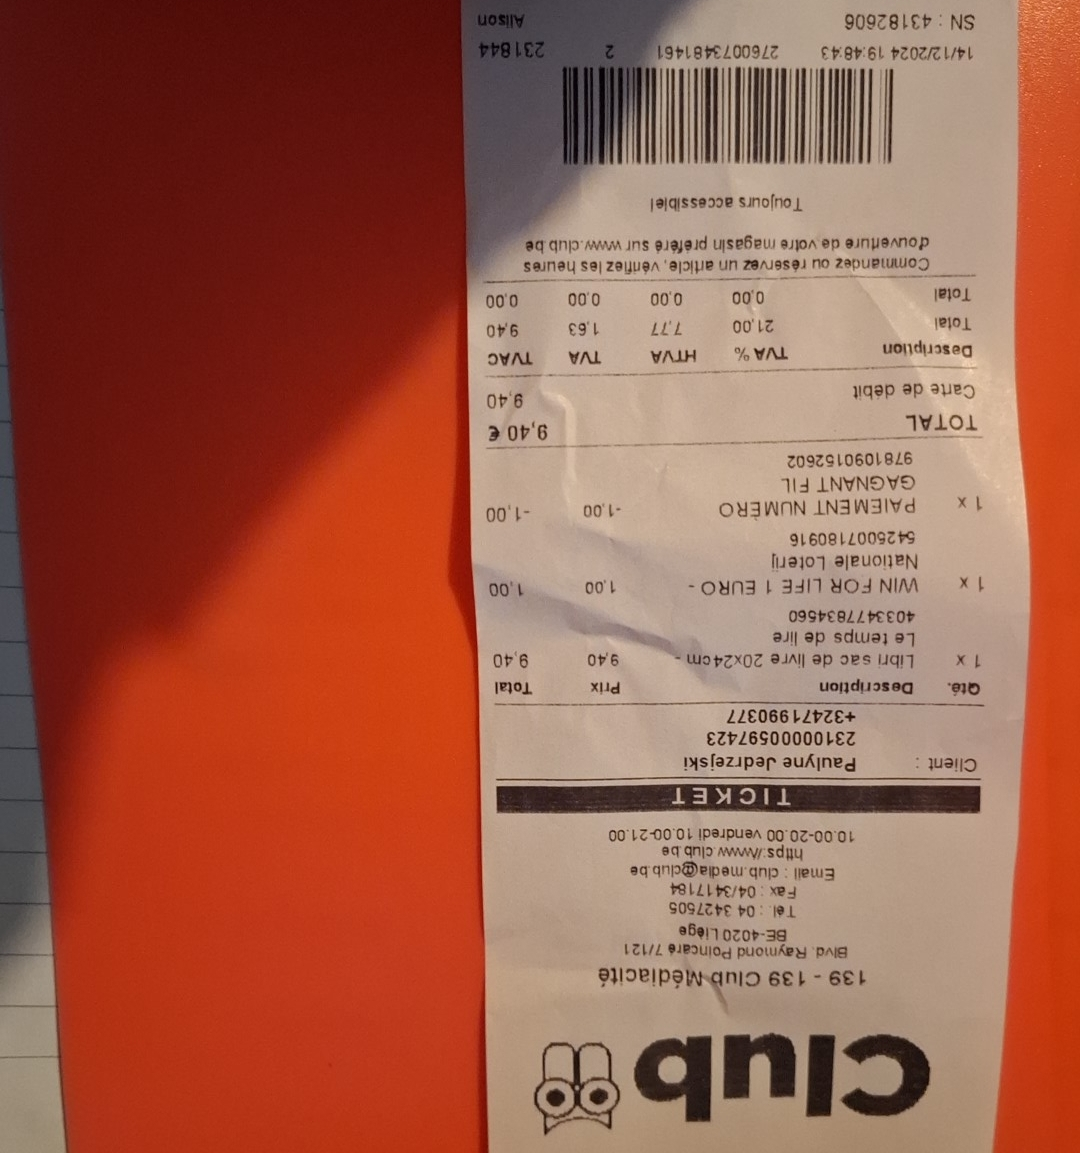 Club
139 - 139 Club Médiacité
Blvd. Raymond Poincaré 7/121
BE-4020 Liège
Tél. : 04 3427505
Fax : 04/3417184
Email : club.media@club.be
https://www.club.be
10.00-20.00 vendredi 10.00-21.00
TICKET
Client : Paulyne Jedrzejski
23100000597423
+32471990377
Qté. Description Prix Total
1 x Libri sac de livre 20x24cm - 9,40 9,40
Le temps de lire
4033477834560
1 x WIN FOR LIFE 1 EURO - 1,00 1,00
Nationale Loterij
5425007180916
1 x PAIEMENT NUMÈRO -1,00 -1,00
GAGNANT FIL
9781090152602
TOTAL 9,40 €
Carte de débit 9,40
Description TVA % HTVA TVA TVAC
Total 21,00 7,77 1,63 9,40
Total 0,00 0,00 0,00 0,00
Commandez ou réservez un article, vérifiez les heures
d'ouverture de votre magasin préféré sur www.club.be
Toujours accessible!
14/12/2024 19:48:43 2760073481461 2 231844
SN : 43182606 Alison